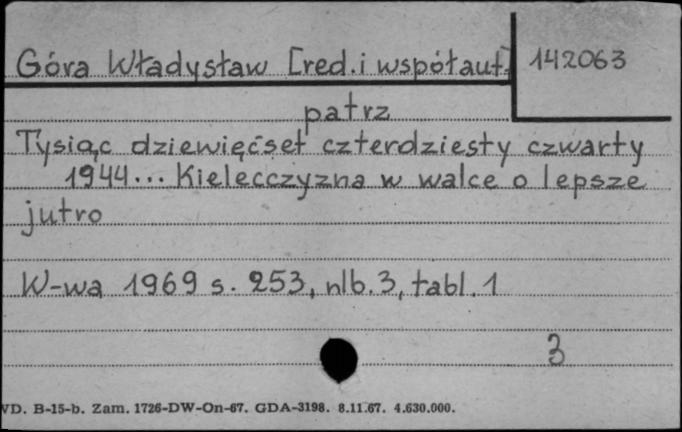 Góra Władysław [red. i współaut.] 142063
patrz
Tysiąc dziewięćset czterdziesty czwarty
1944... Kielecczyzna w walce o lepsze
jutro
W-wa 1969 s. 253, nlb. 3, tabl. 1
3
VD. B-15-b. Zam. 1726-DW-On-67. GDA-3198. 8.11.67. 4.630.000.